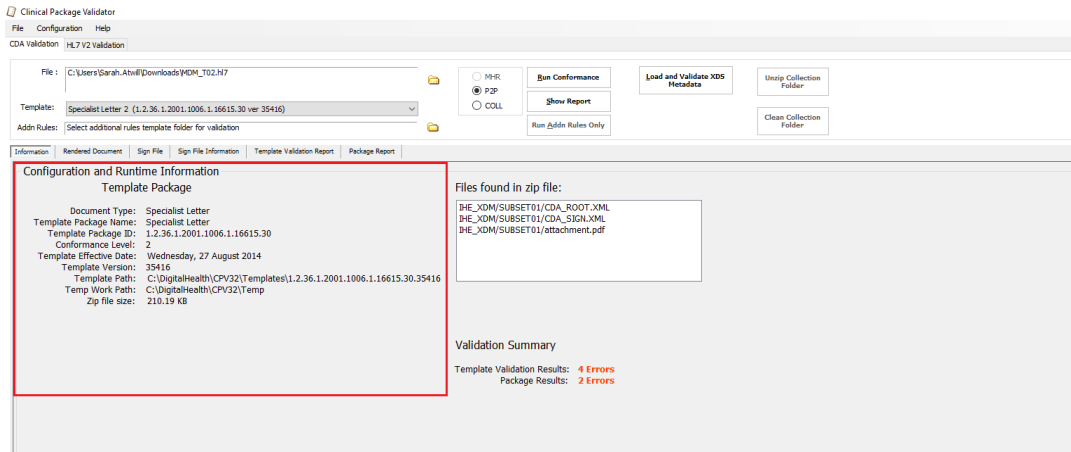 Clinical Package Validator
File Configuration Help
CDA Validation HL7 V2 Validation
File : C:\Users\Sarah.Atwill\Downloads\MDM_T02.hl7
MHR
P2P
COLL
Run Conformance
Show Report
Run Addn Rules Only
Load and Validate XDS
Metadata
Unzip Collection
Folder
Clean Collection
Folder
Template: Specialist Letter 2 (1.2.36.1.2001.1006.1.16615.30 ver 35416)
Addn Rules: Select additional rules template folder for validation
Information Rendered Document Sign File Sign File Information Template Validation Report Package Report
Configuration and Runtime Information
Template Package
Document Type: Specialist Letter
Template Package Name: Specialist Letter
Template Package ID: 1.2.36.1.2001.1006.1.16615.30
Conformance Level: 2
Template Effective Date: Wednesday, 27 August 2014
Template Version: 35416
Template Path: C:\DigitalHealth\CPV32\Templates\1.2.36.1.2001.1006.1.16615.30.35416
Temp Work Path: C:\DigitalHealth\CPV32\Temp
Zip file size: 210.19 KB
Files found in zip file:
IHE_XDM/SUBSET01/CDA_ROOT.XML
IHE_XDM/SUBSET01/CDA_SIGN.XML
IHE_XDM/SUBSET01/attachment.pdf
Validation Summary
Template Validation Results: 4 Errors
Package Results: 2 Errors